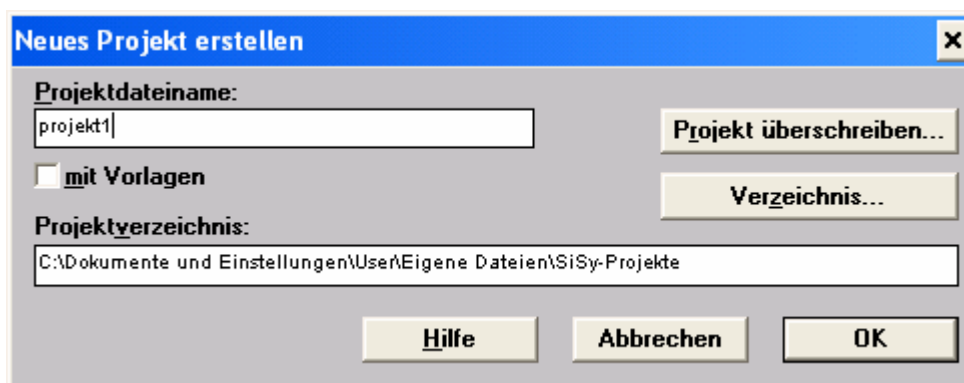 Neues Projekt erstellen
Projektdateiname:
projekt1
Projekt überschreiben...
mit Vorlagen
Verzeichnis...
Projektverzeichnis:
C:\Dokumente und Einstellungen\User\Eigene Dateien\SiSy-Projekte
Hilfe
Abbrechen
OK